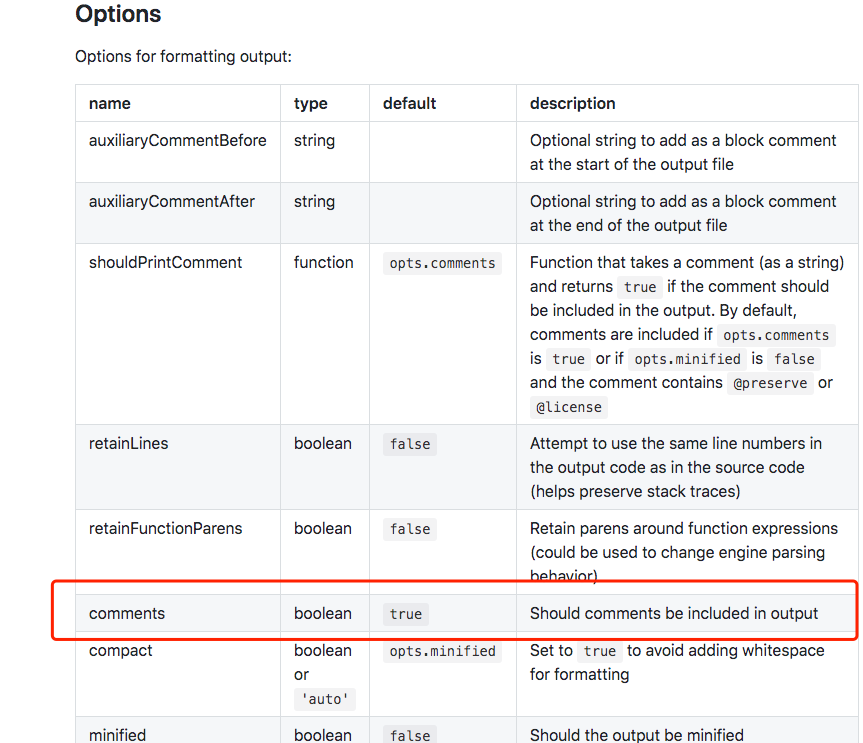 Options
Options for formatting output:
name type default description
auxiliaryCommentBefore string Optional string to add as a block comment
at the start of the output file
auxiliaryCommentAfter string Optional string to add as a block comment
at the end of the output file
shouldPrintComment function opts.comments Function that takes a comment (as a string)
and returns true if the comment should
be included in the output. By default,
comments are included if opts.comments
is true or if opts.minified is false
and the comment contains @preserve or
@license
retainLines boolean false Attempt to use the same line numbers in
the output code as in the source code
(helps preserve stack traces)
retainFunctionParens boolean false Retain parens around function expressions
(could be used to change engine parsing
behavior)
comments boolean true Should comments be included in output
compact boolean opts.minified Set to true to avoid adding whitespace
or for formatting
'auto'
minified boolean false Should the output be minified